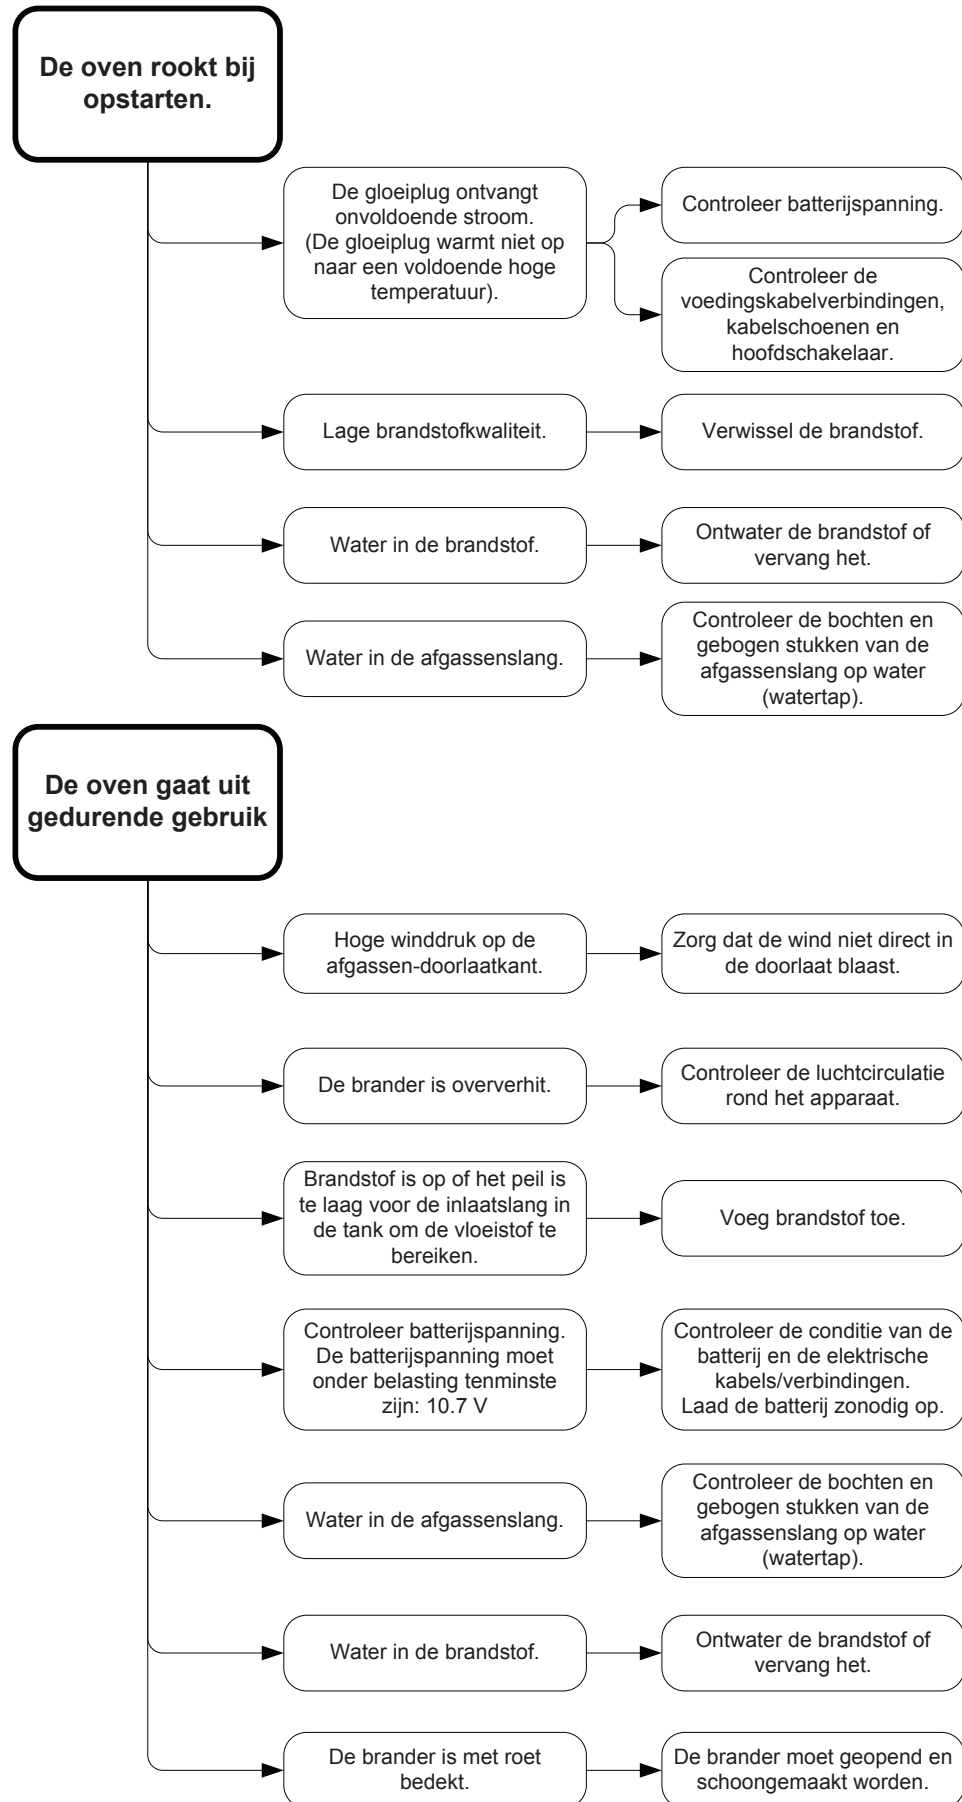 De oven rookt bij
opstarten.
De gloeiplug ontvangt
onvoldoende stroom.
(De gloeiplug warmt niet op
naar een voldoende hoge
temperatuur).
Controleer batterijspanning.
Controleer de
voedingskabelverbindingen,
kabelschoenen en
hoofdschakelaar.
Lage brandstofkwaliteit.
Verwissel de brandstof.
Water in de brandstof.
Ontwater de brandstof of
vervang het.
Water in de afgassenslang.
Controleer de bochten en
gebogen stukken van de
afgassenslang op water
(watertap).
De oven gaat uit
gedurende gebruik
Hoge winddruk op de
afgassen-doorlaatkant.
Zorg dat de wind niet direct in
de doorlaat blaast.
De brander is oververhit.
Controleer de luchtcirculatie
rond het apparaat.
Brandstof is op of het peil is
te laag voor de inlaatslang in
de tank om de vloeistof te
bereiken.
Voeg brandstof toe.
Controleer batterijspanning.
De batterijspanning moet
onder belasting tenminste
zijn: 10.7 V
Controleer de conditie van de
batterij en de elektrische
kabels/verbindingen.
Laad de batterij zonodig op.
Water in de afgassenslang.
Controleer de bochten en
gebogen stukken van de
afgassenslang op water
(watertap).
Water in de brandstof.
Ontwater de brandstof of
vervang het.
De brander is met roet
bedekt.
De brander moet geopend en
schoongemaakt worden.